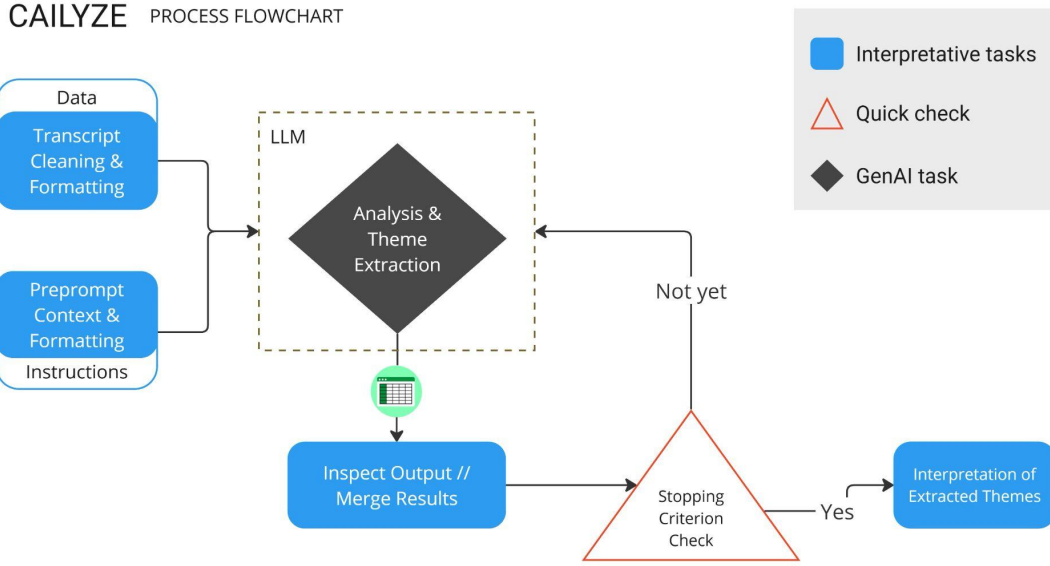 CAILYZE PROCESS FLOWCHART
Interpretative tasks
Quick check
GenAI task
Data
Transcript
Cleaning &
Formatting
Preprompt
Context &
Formatting
Instructions
LLM
Analysis &
Theme
Extraction
Inspect Output //
Merge Results
Stopping
Criterion
Check
Not yet
Yes
Interpretation of
Extracted Themes